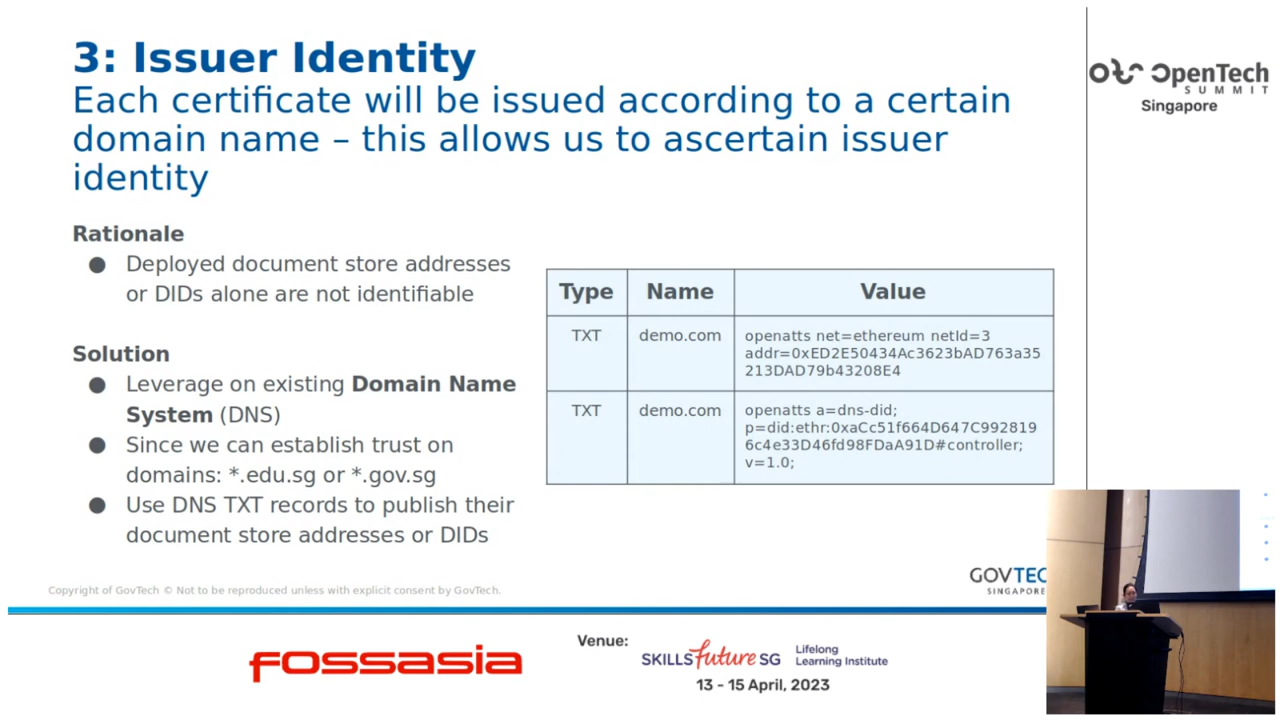 3: Issuer Identity
Each certificate will be issued according to a certain
domain name – this allows us to ascertain issuer
identity
Rationale
● Deployed document store addresses
or DIDs alone are not identifiable
Solution
● Leverage on existing Domain Name
System (DNS)
● Since we can establish trust on
domains: *.edu.sg or *.gov.sg
● Use DNS TXT records to publish their
document store addresses or DIDs
Type Name Value
TXT demo.com openatts net=ethereum netId=3
addr=0xED2E50434Ac3623bAD763a35
213DAD79b43208E4
TXT demo.com openatts a=dns-did;
p=did:ethr:0xaCc51f664D647C992819
6c4e33D46fd98FDaA91D#controller;
v=1.0;
Copyright of GovTech © Not to be reproduced unless with explicit consent by GovTech.
GOVTEC
SINGAPORE
OpenTech
SUMMIT
Singapore
FOSSASIA
Venue:
SKILLSfuture SG
Lifelong
Learning Institute
13 - 15 April, 2023